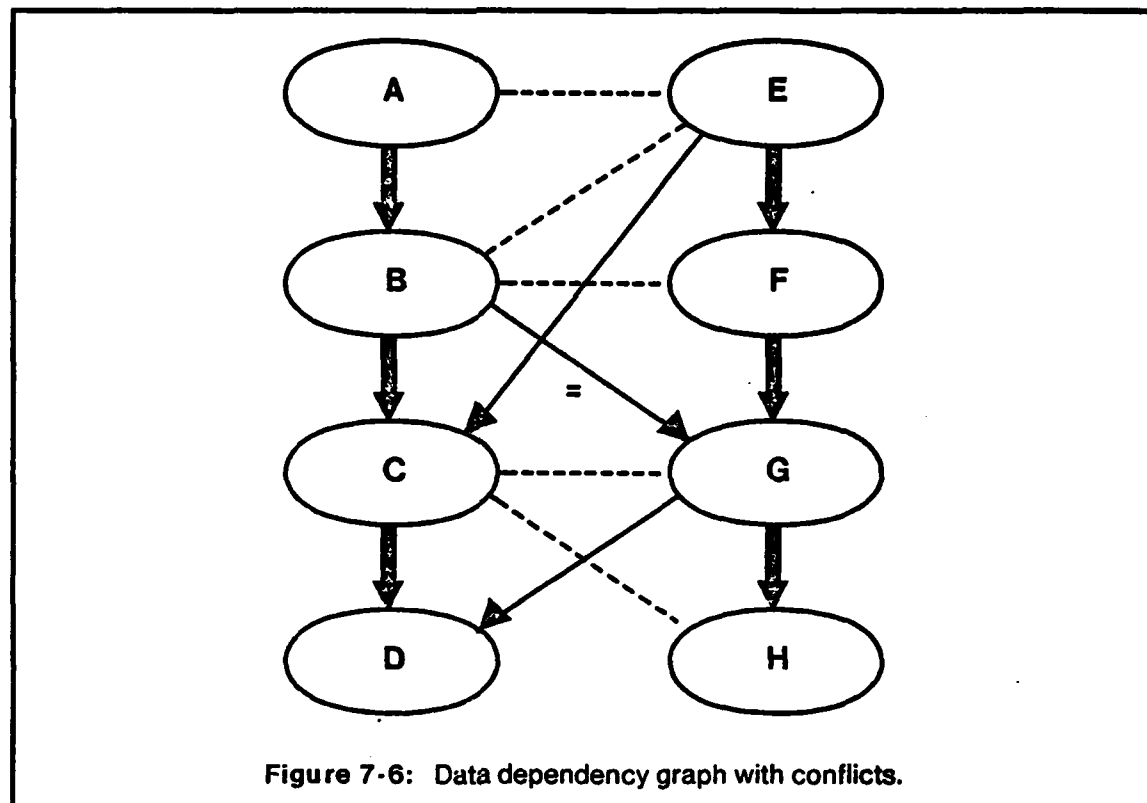 A E
B F
=
C G
D H
Figure 7-6: Data dependency graph with conflicts.